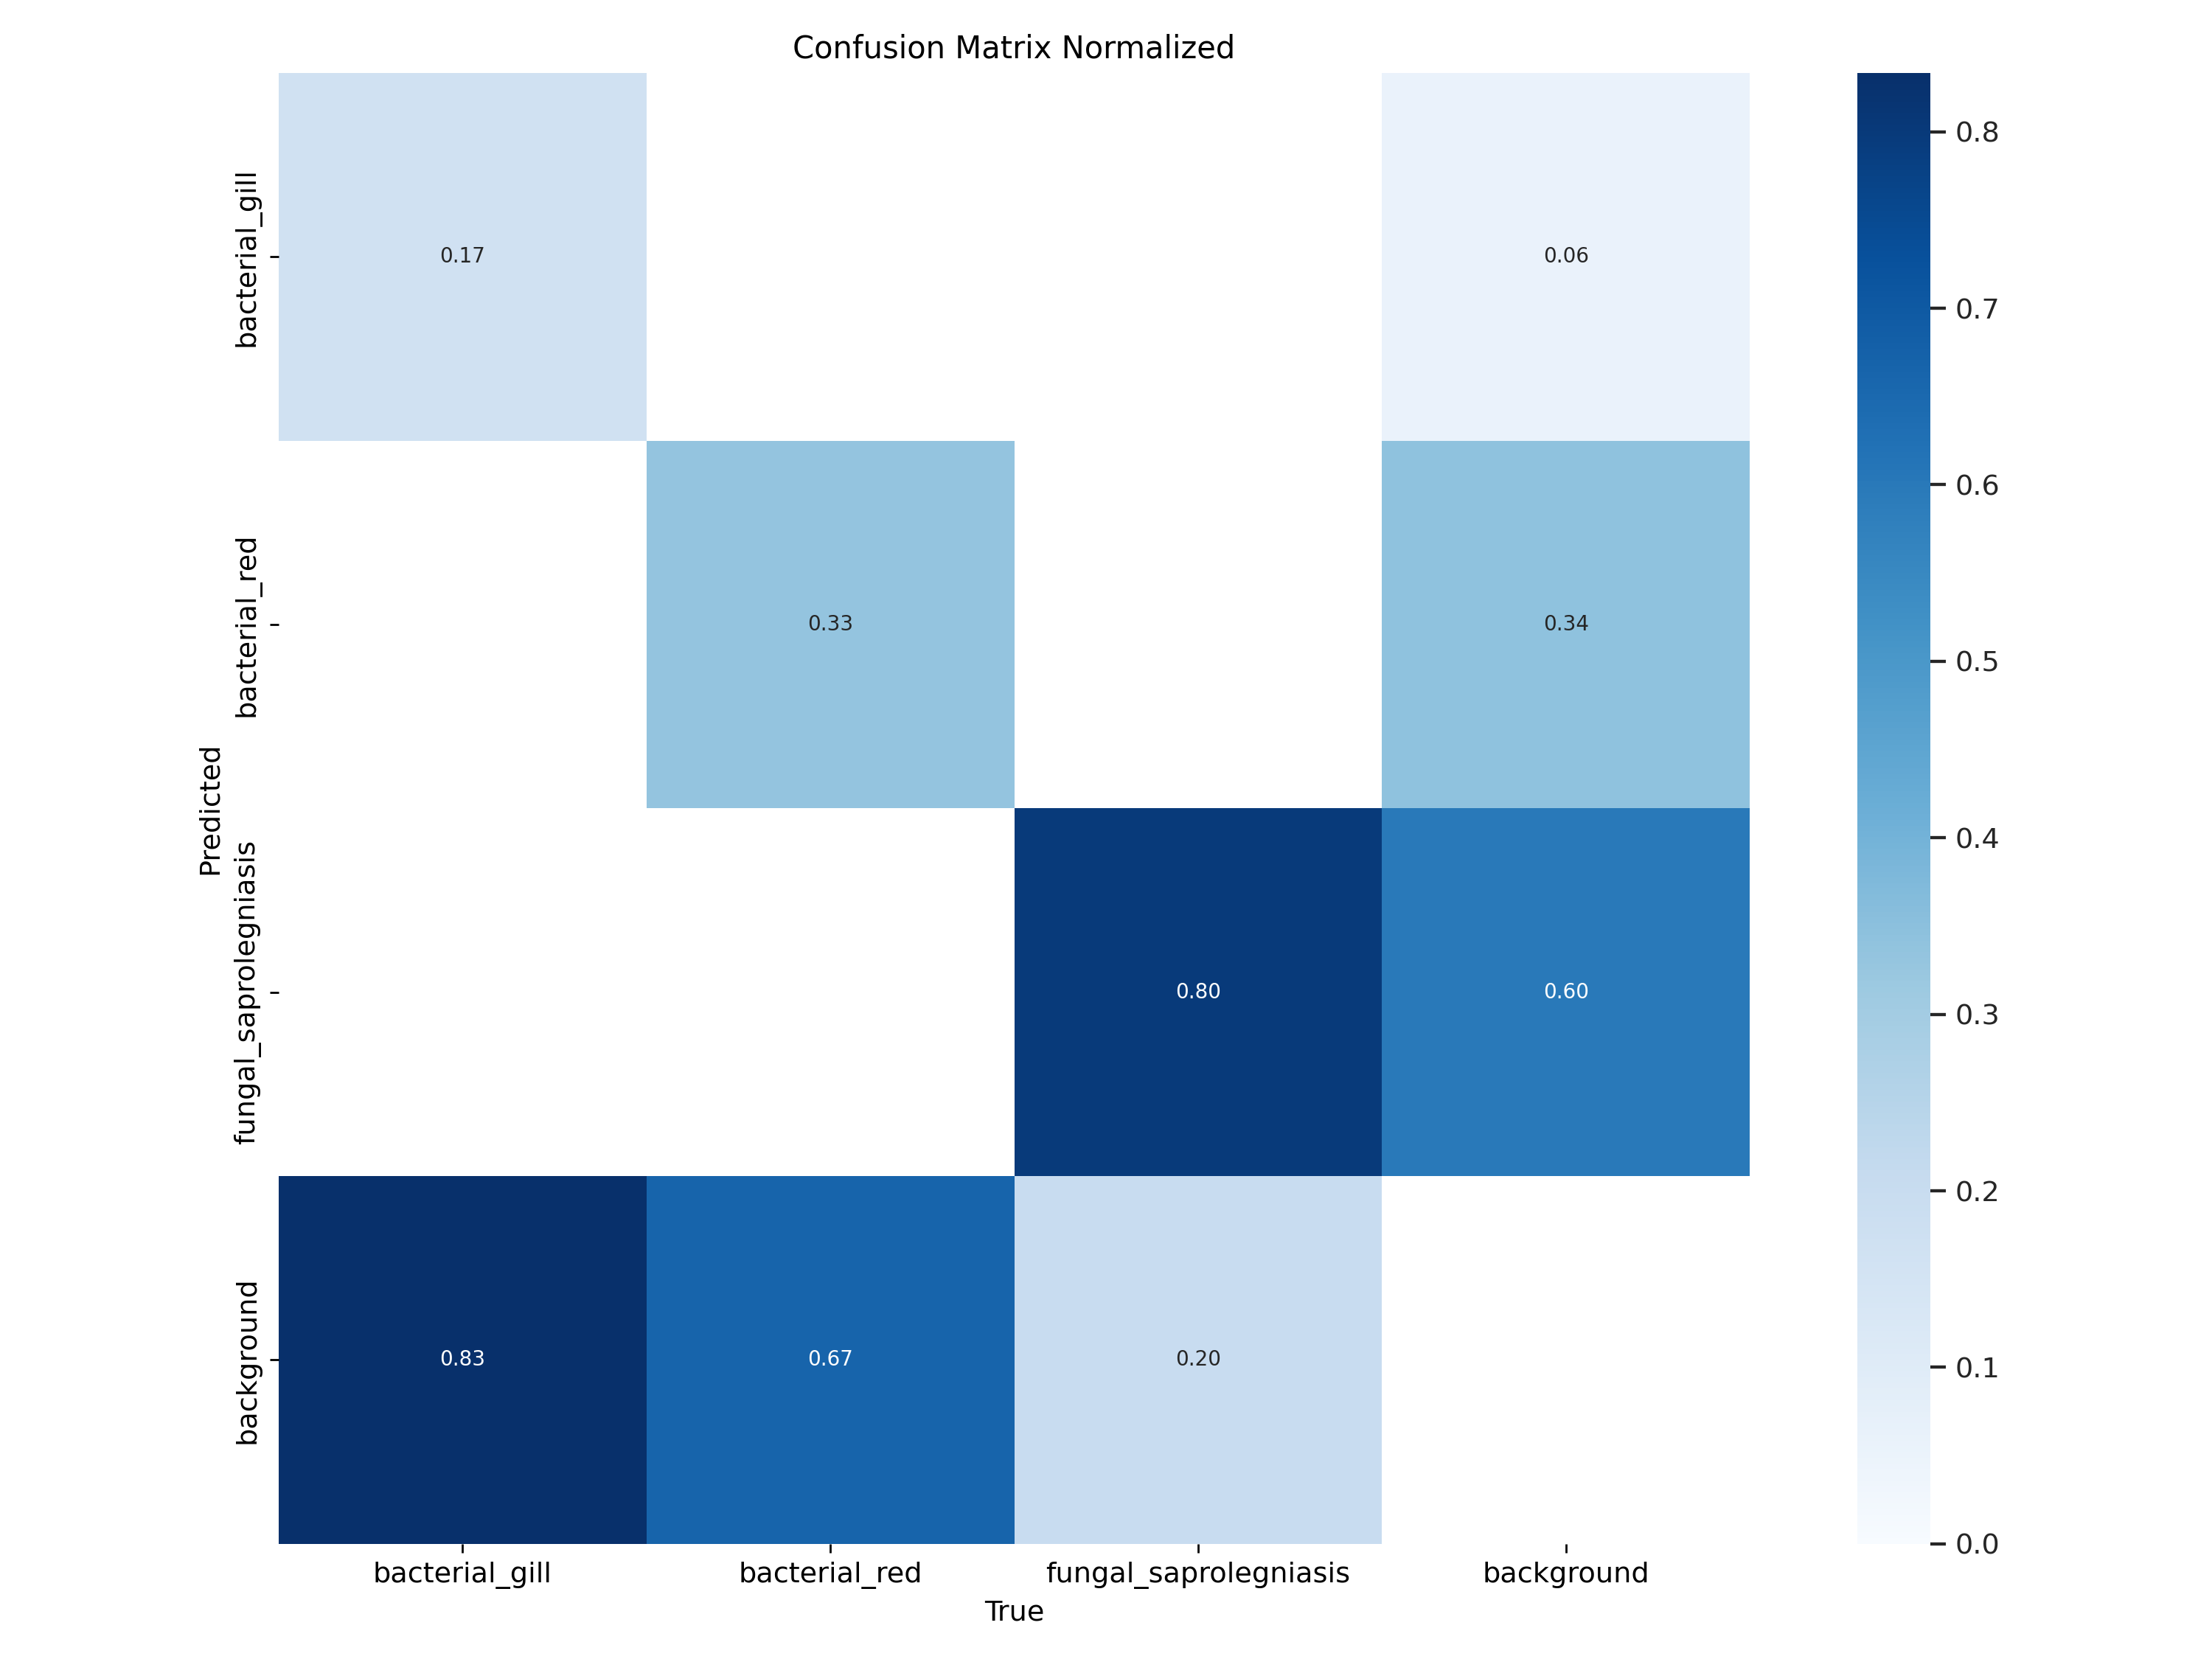 Confusion Matrix Normalized
bacterial_gill
bacterial_red
fungal_saprolegniasis
background
Predicted
0.17
0.06
0.33
0.34
0.80
0.60
0.83
0.67
0.20
bacterial_gill
bacterial_red
fungal_saprolegniasis
background
True
0.8
0.7
0.6
0.5
0.4
0.3
0.2
0.1
0.0